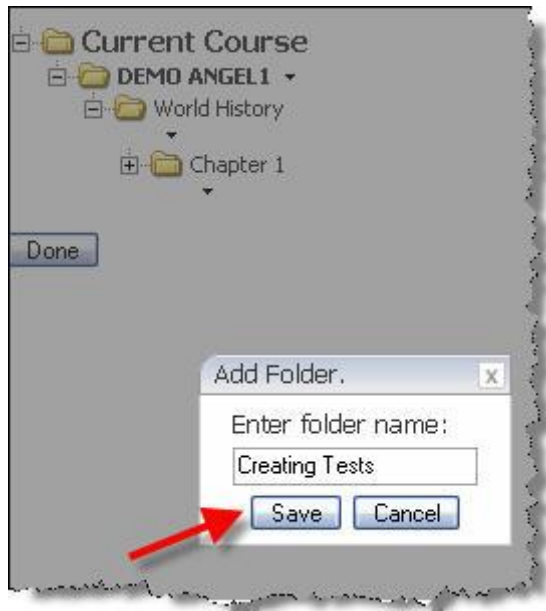 Current Course
DEMO ANGEL1
World History
Chapter 1
Done
Add Folder.
x
Enter folder name:
Creating Tests
Save Cancel